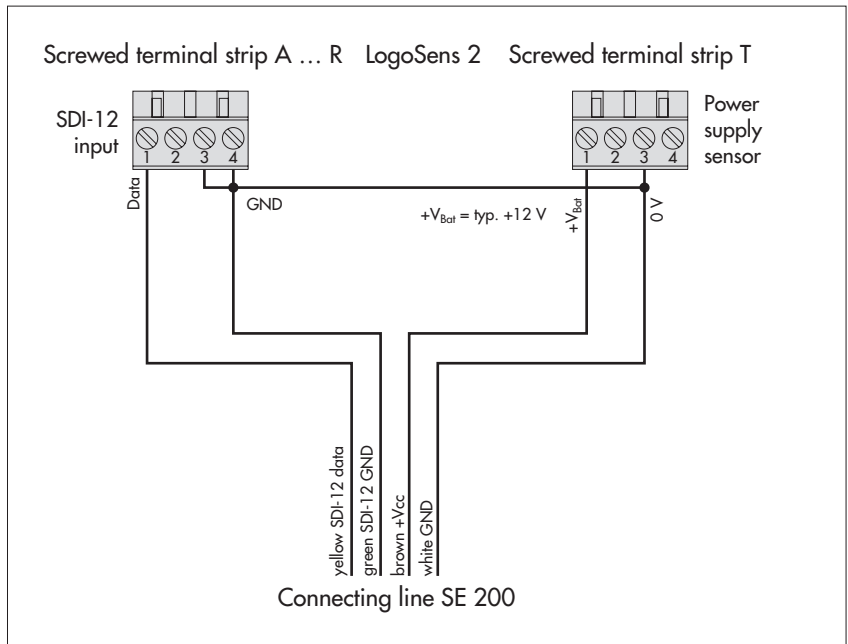 Screwed terminal strip A … R LogoSens 2 Screwed terminal strip T
SDI-12
input
1 2 3 4
1 2 3 4
Power
supply
sensor
Data
GND
+VBat = typ. +12 V
+VBat
0 V
yellow SDI-12 data
green SDI-12 GND
brown +Vcc
white GND
Connecting line SE 200